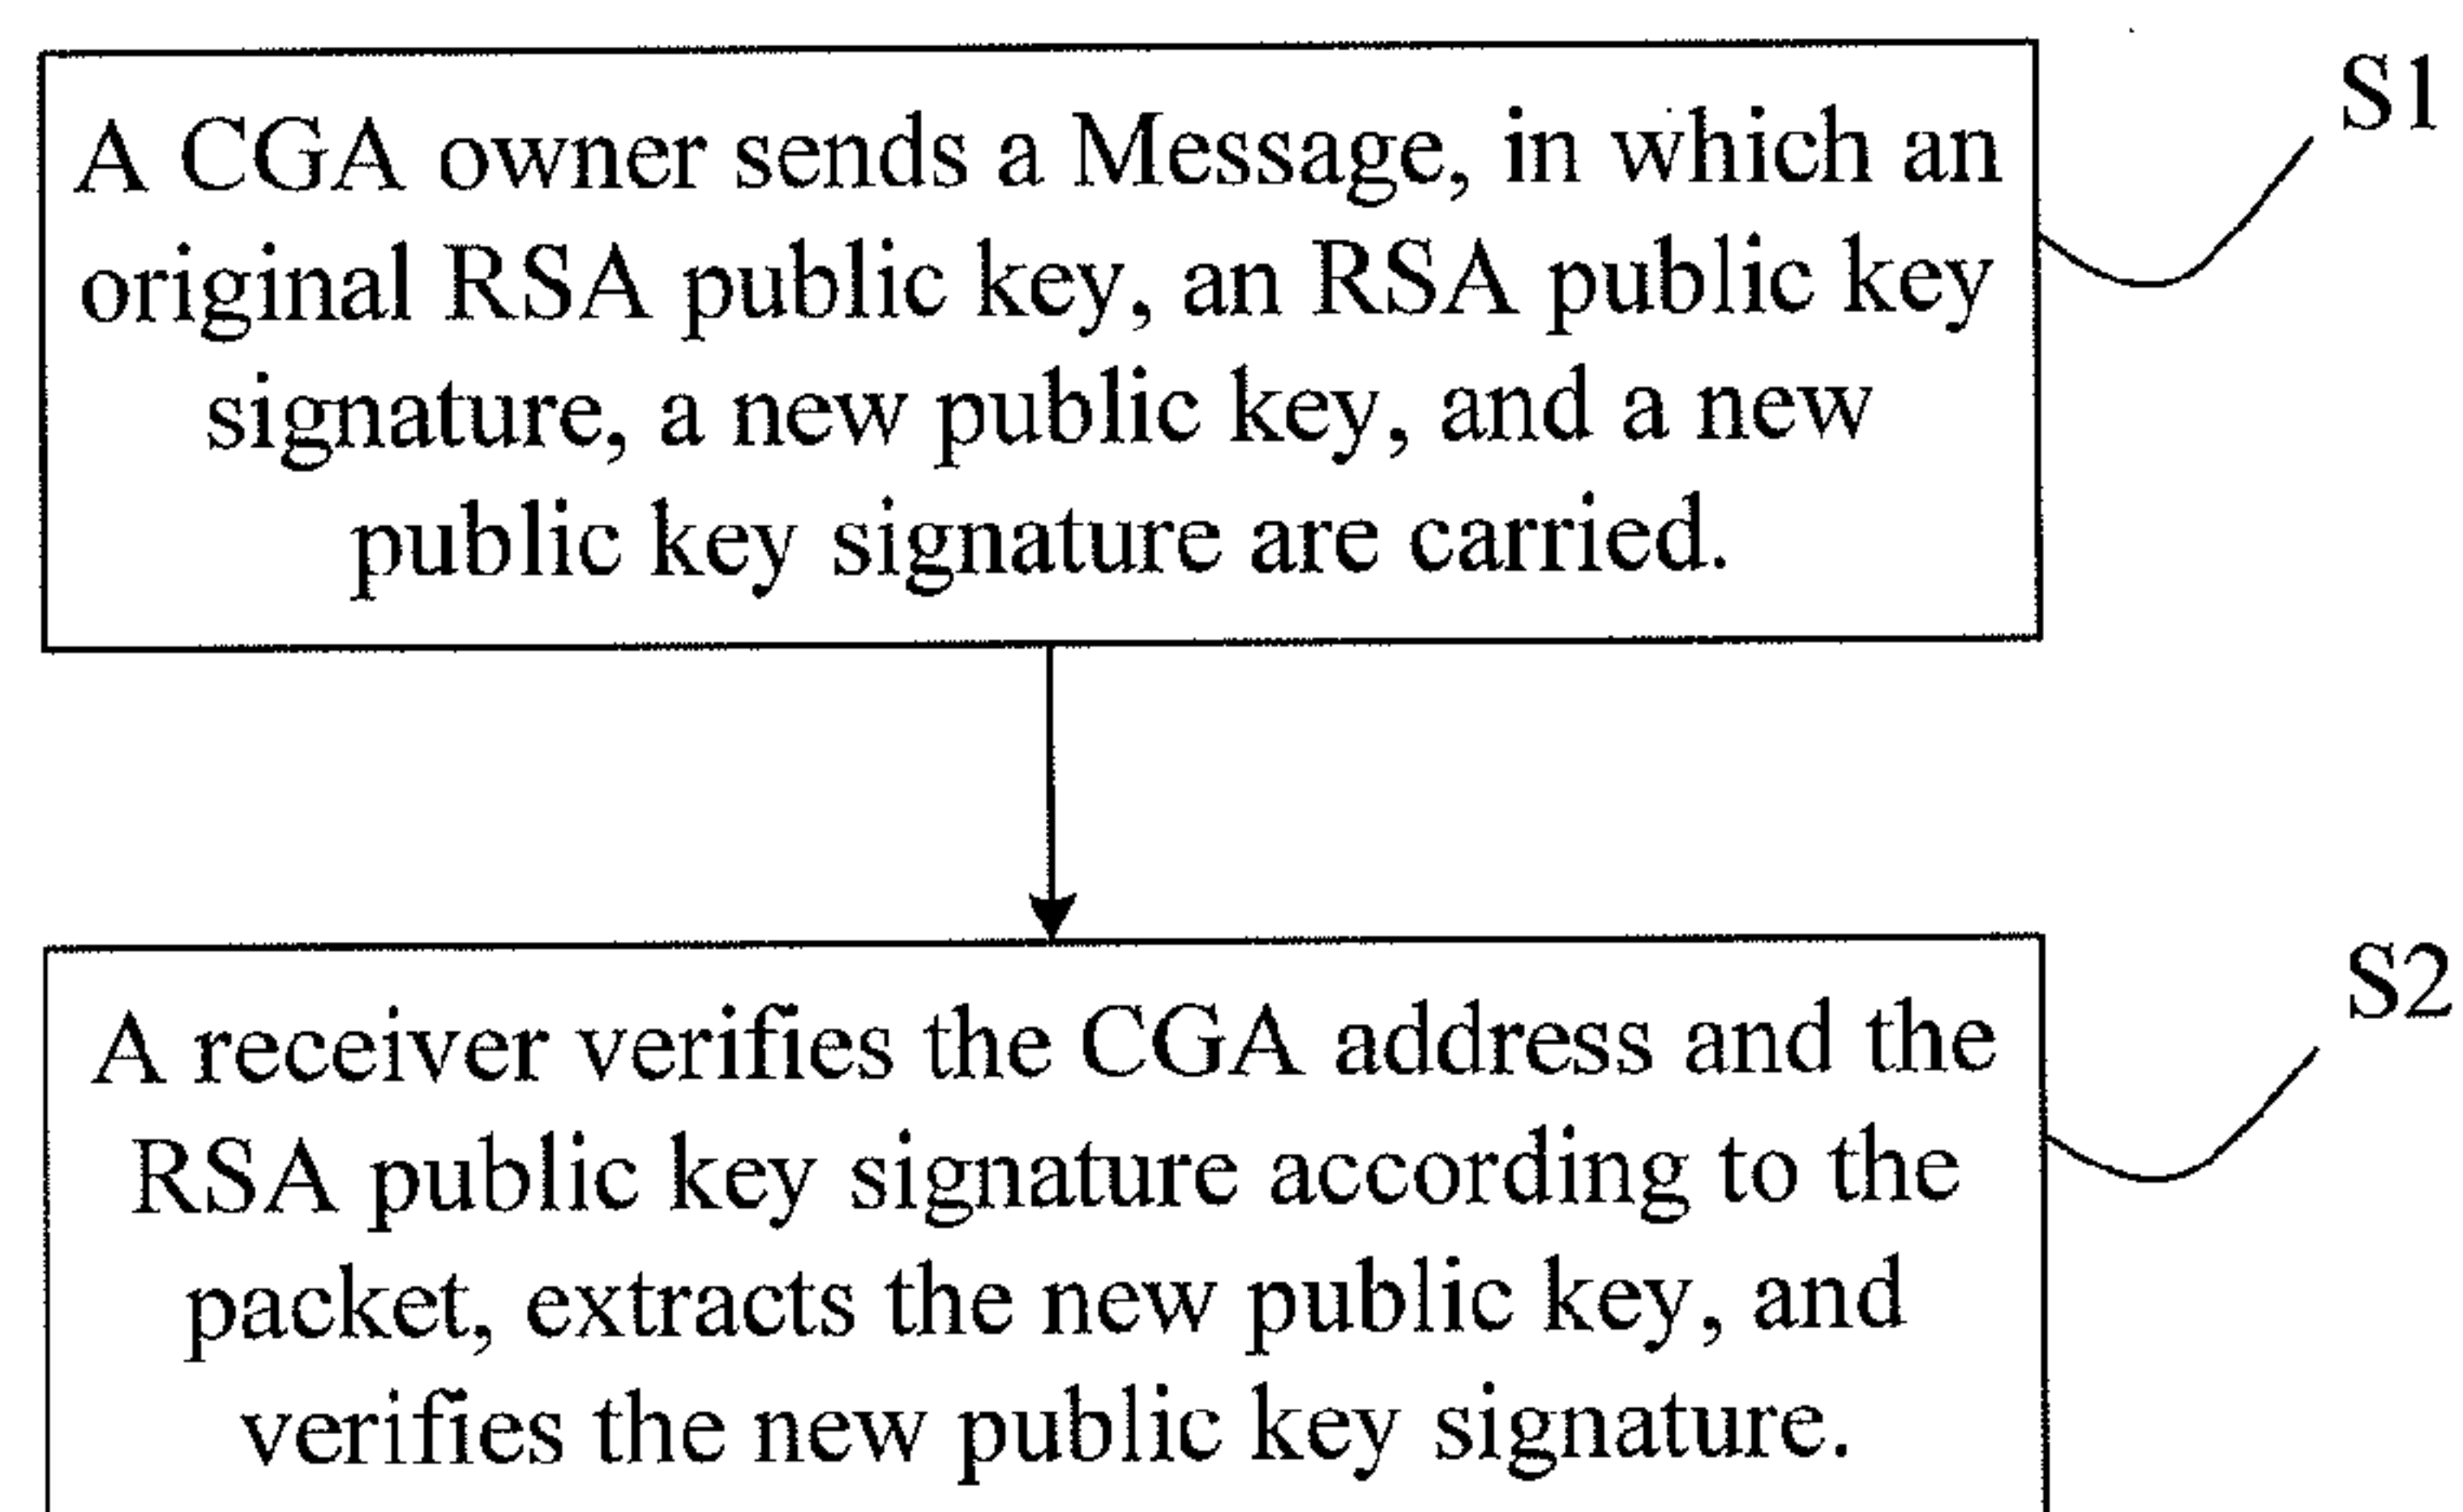 S1
A CGA owner sends a Message, in which an
original RSA public key, an RSA public key
signature, a new public key, and a new
public key signature are carried.
S2
A receiver verifies the CGA address and the
RSA public key signature according to the
packet, extracts the new public key, and
verifies the new public key signature.